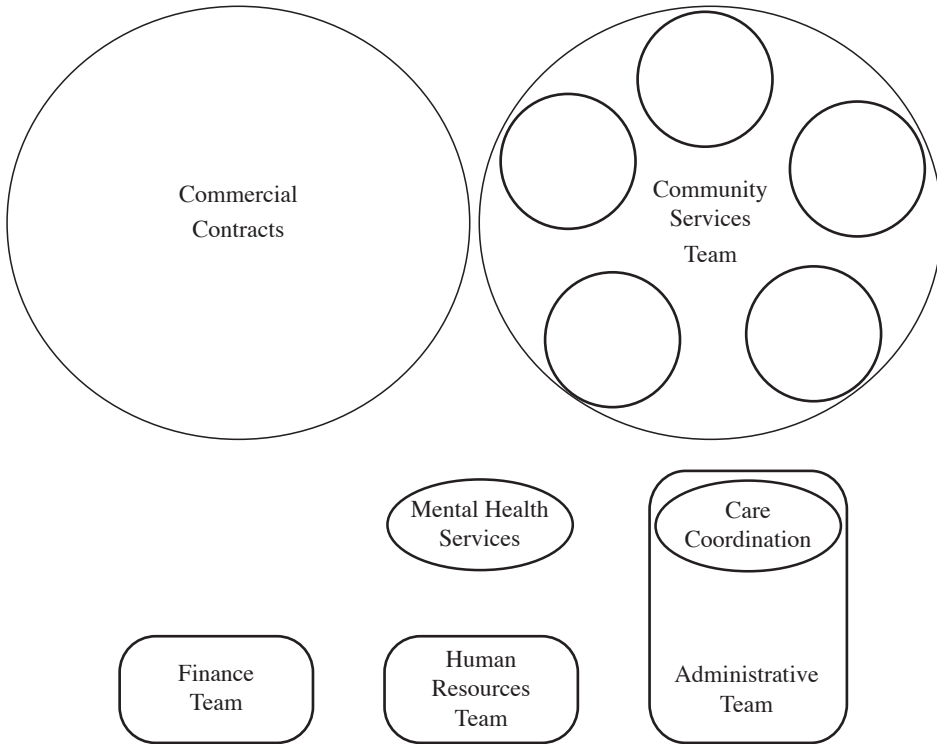 Commercial
Contracts
Community
Services
Team
Mental Health
Services
Care
Coordination
Finance
Team
Human
Resources
Team
Administrative
Team